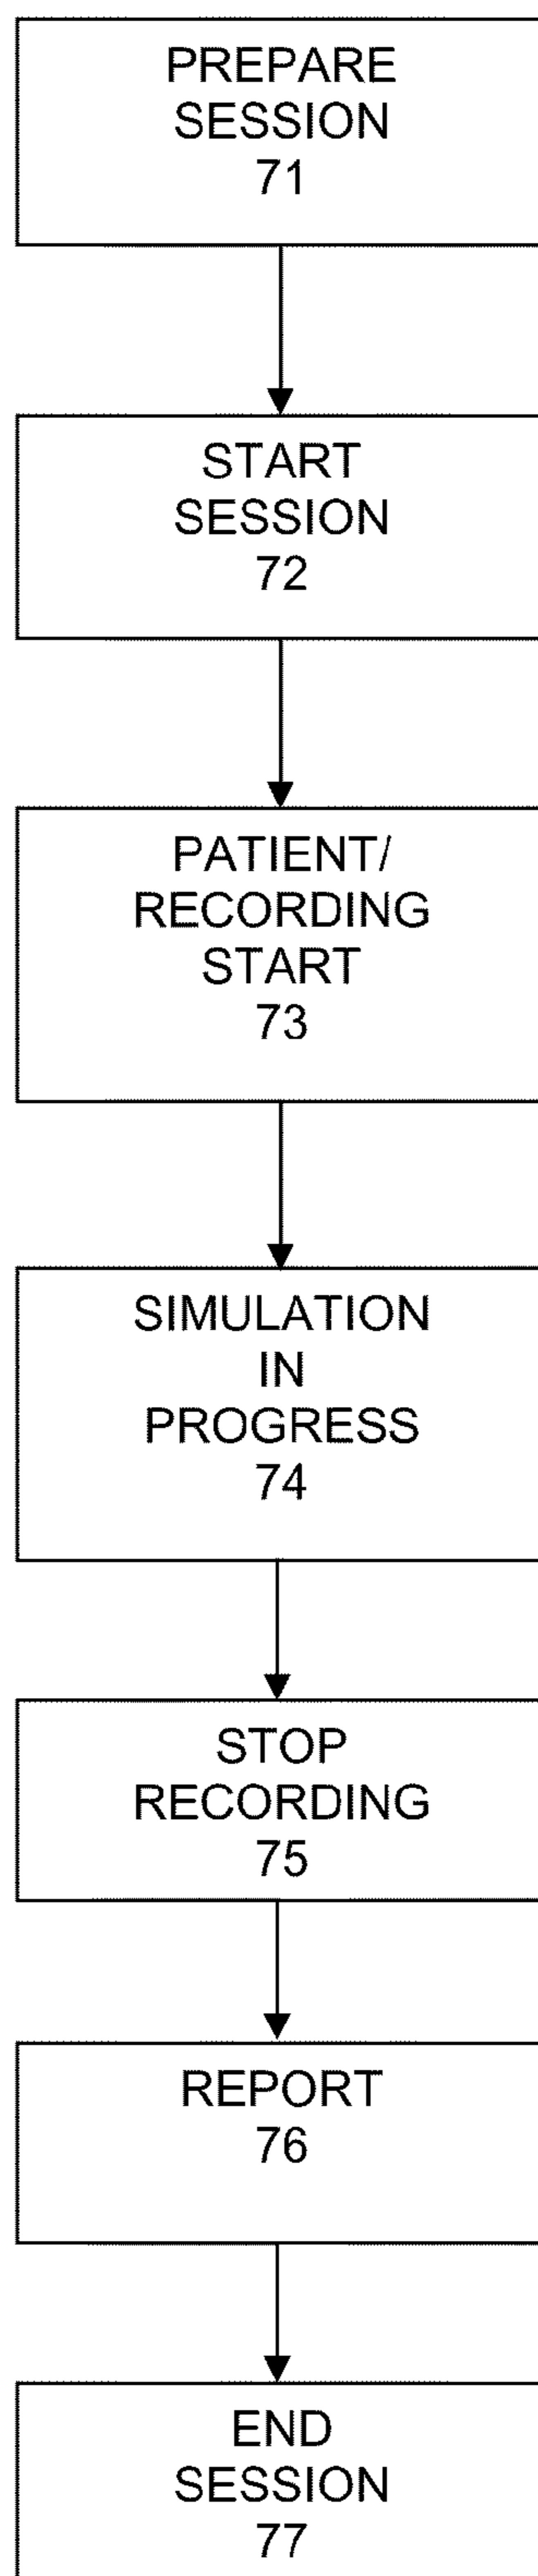 PREPARE
SESSION
71
START
SESSION
72
PATIENT/
RECORDING
START
73
SIMULATION
IN
PROGRESS
74
STOP
RECORDING
75
REPORT
76
END
SESSION
77